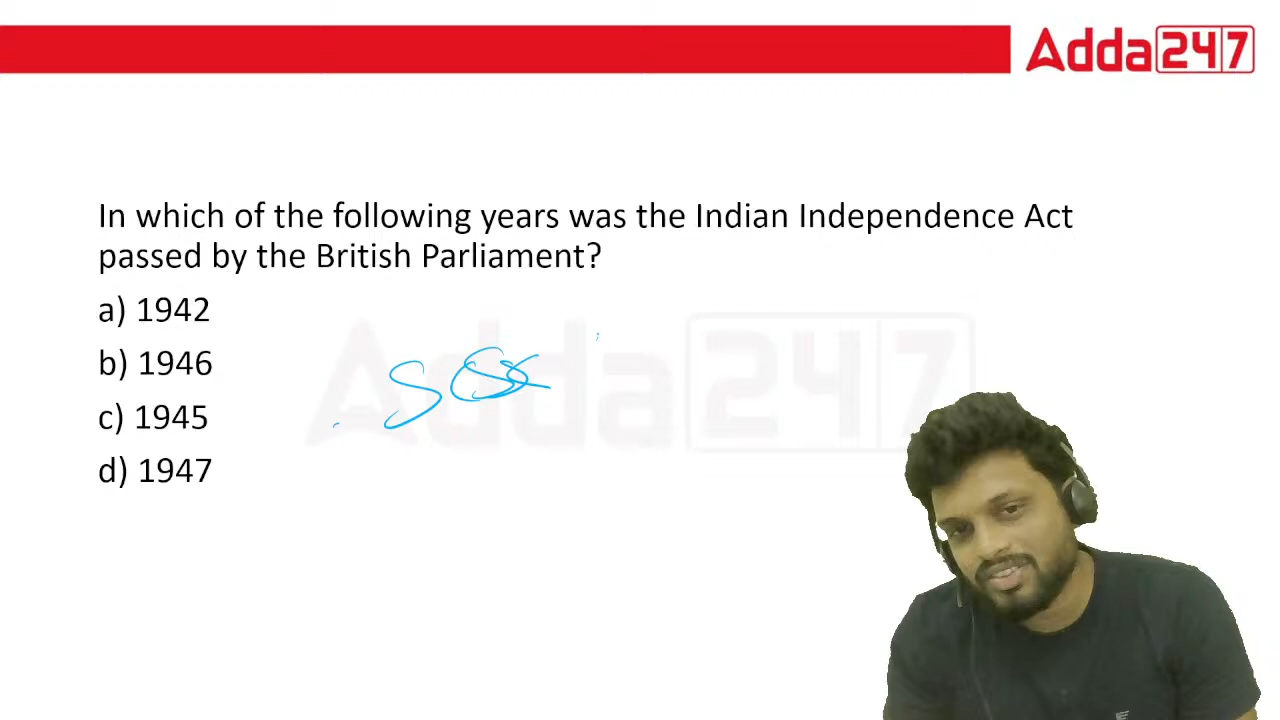 Adda247
In which of the following years was the Indian Independence Act
passed by the British Parliament?
a) 1942
b) 1946
c) 1945
d) 1947
Adda247